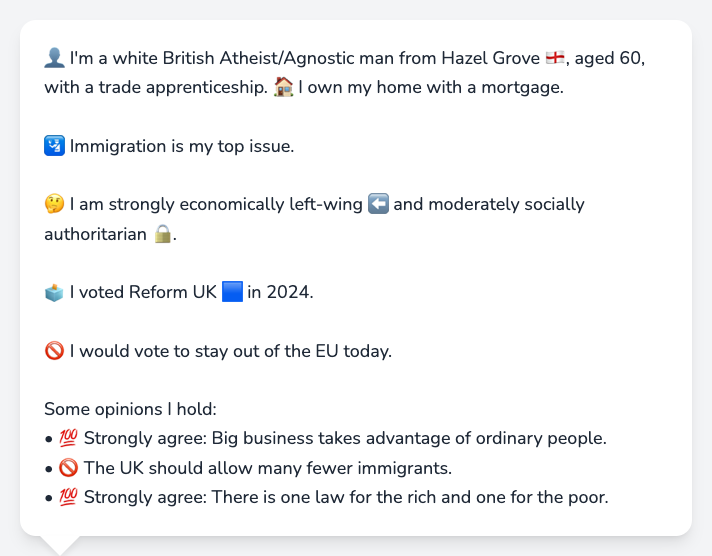 👤 I'm a white British Atheist/Agnostic man from Hazel Grove 🏴󠁧󠁢󠁥󠁮󠁧󠁿, aged 60,
with a trade apprenticeship. 🏠 I own my home with a mortgage.
🛂 Immigration is my top issue.
🤔 I am strongly economically left-wing ⬅️ and moderately socially
authoritarian 🔒.
🗳️ I voted Reform UK 🟦 in 2024.
🚫 I would vote to stay out of the EU today.
Some opinions I hold:
• 💯 Strongly agree: Big business takes advantage of ordinary people.
• 🚫 The UK should allow many fewer immigrants.
• 💯 Strongly agree: There is one law for the rich and one for the poor.